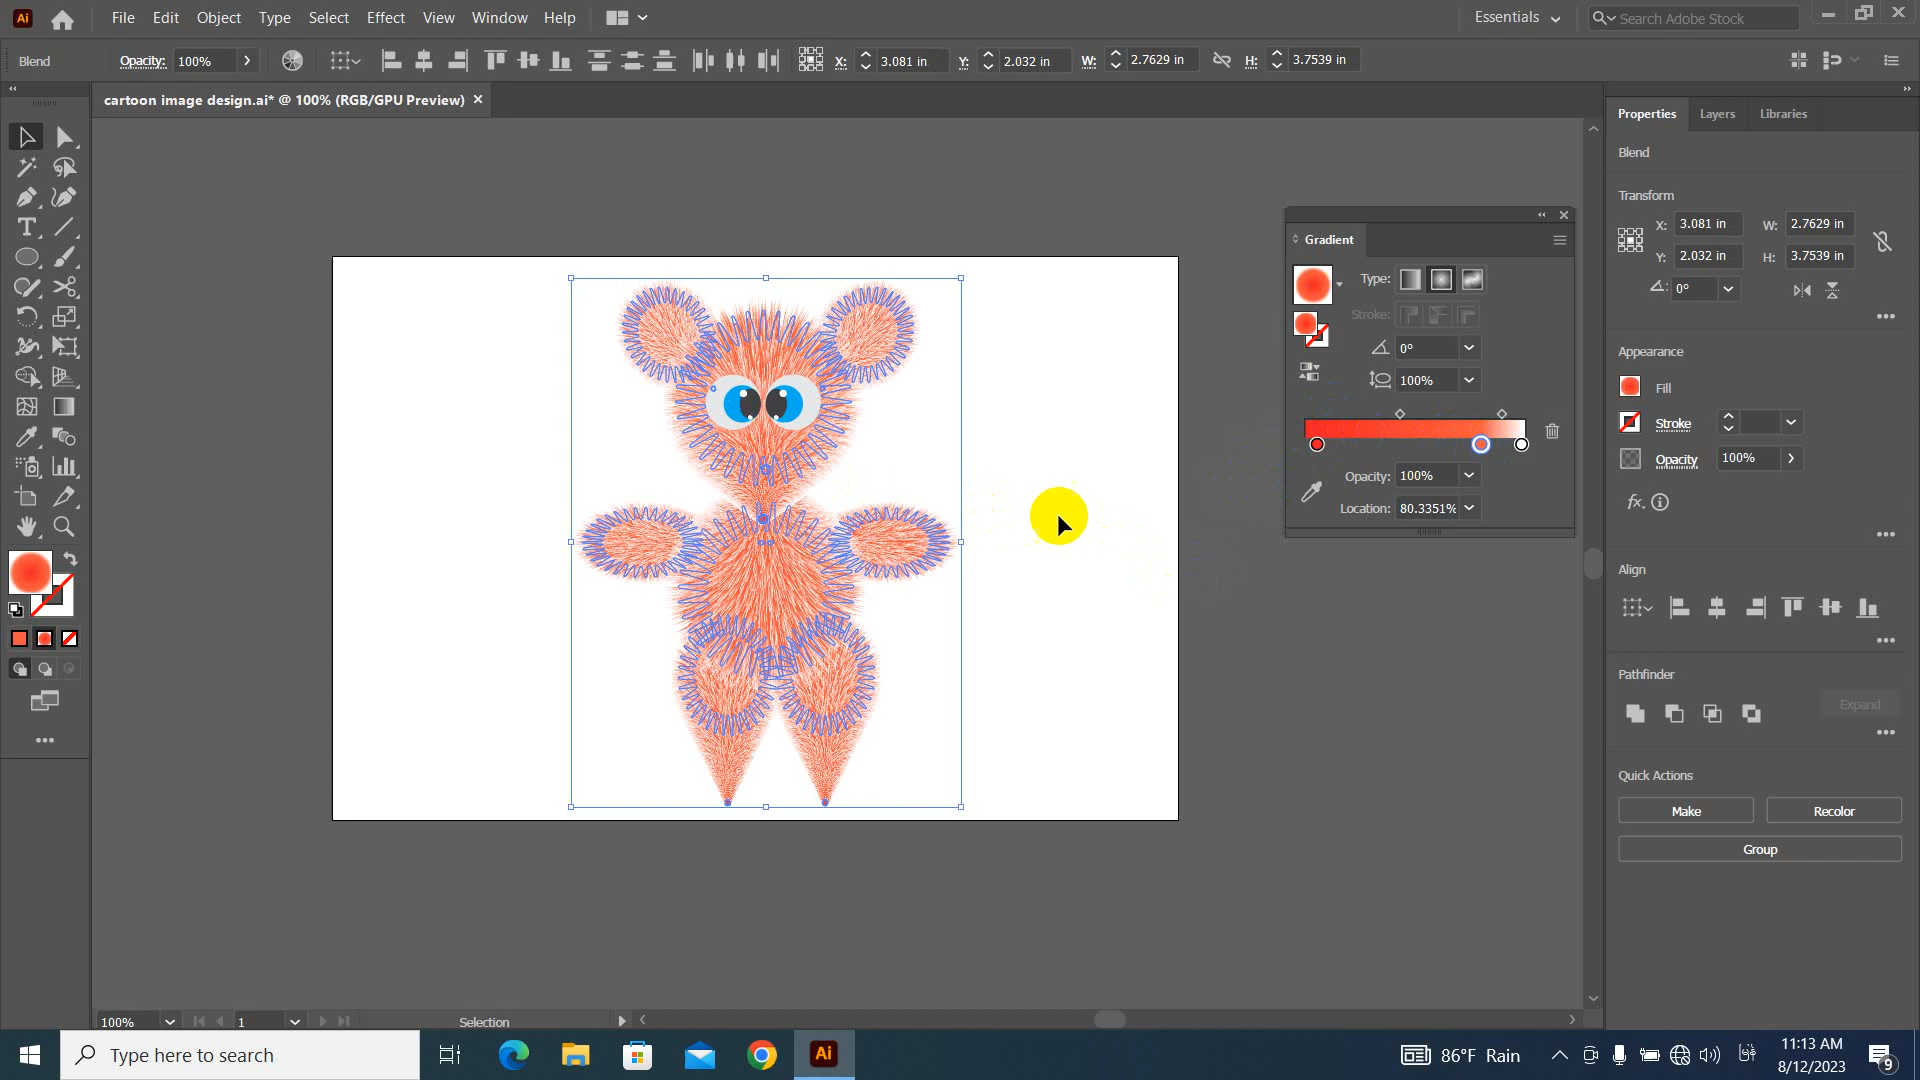 Ai File Edit Object Type Select Effect View Window Help Essentials Search Adobe Stock
Blend Opacity: 100% X: 3.081 in Y: 2.032 in W: 2.7629 in H: 3.7539 in
cartoon image design.ai* @ 100% (RGB/GPU Preview)
Properties Layers Libraries
Blend
Transform
X: 3.081 in W: 2.7629 in
Y: 2.032 in H: 3.7539 in
0°
Appearance
Fill
Stroke
Opacity 100%
fx
Align
Pathfinder
Expand
Quick Actions
Make Recolor
Group
Gradient
Type:
Stroke:
0°
100%
Opacity: 100%
Location: 80.3351%
100% 1 Selection
Type here to search
Ai
86°F Rain
11:13 AM
8/12/2023
9